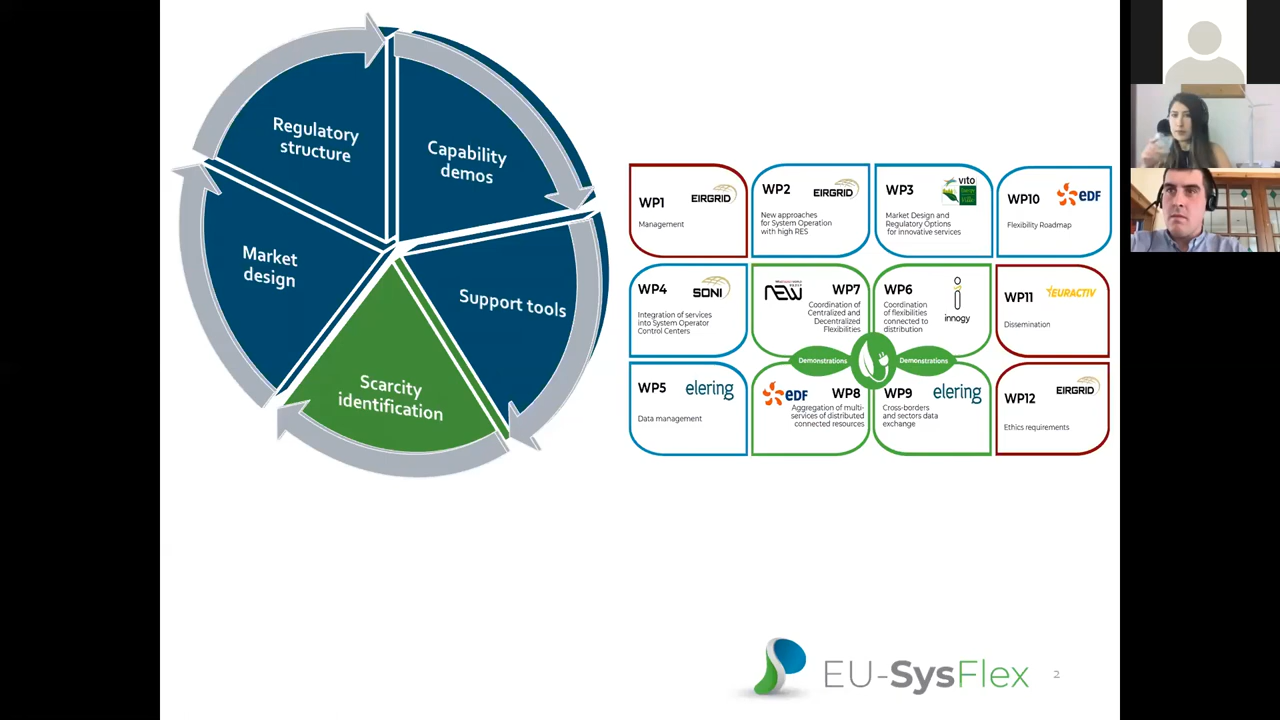 Regulatory
structure
Capability
demos
Market
design
Support tools
Scarcity
identification
WP1
EIRGRID
Management
WP2
EIRGRID
New approaches
for System Operation
with high RES
WP3
vito
Market Design and
Regulatory Options
for innovative services
WP10
eDF
Flexibility Roadmap
WP4
SONI
Integration of services
into System Operator
Control Centers
NEW
WP7
Coordination of
Centralized and
Decentralized
Flexibilities
WP6
innogy
Coordination
of flexibilities
connected to
distribution
WP11
EURACTIV
Dissemination
Demonstrations
Demonstrations
WP5
elering
Data management
eDF
WP8
Aggregation of multi-
services of distributed
connected resources
WP9
elering
Cross-borders
and sectors data
exchange
WP12
EIRGRID
Ethics requirements
EU-SysFlex
2